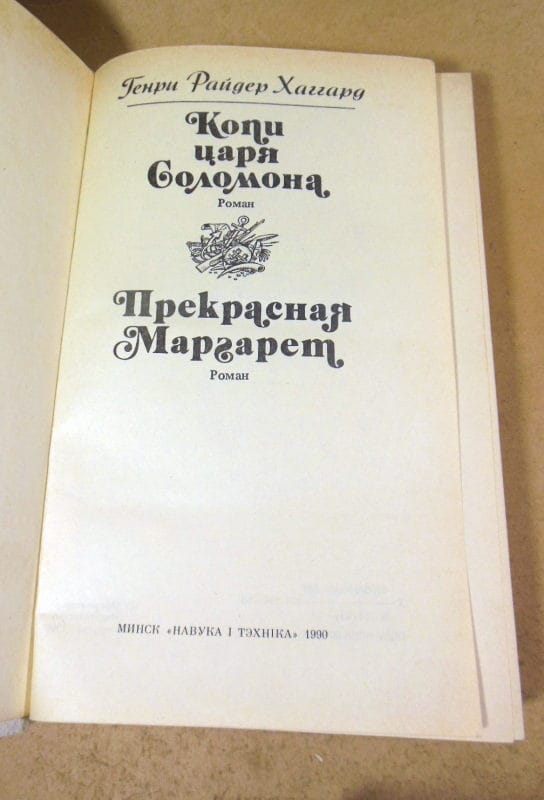 Генри Райдер Хаггард
Копи
царя
Соломона
Роман
Прекрасная
Маргарет
Роман
МИНСК «НАВУКА І ТЭХНІКА» 1990